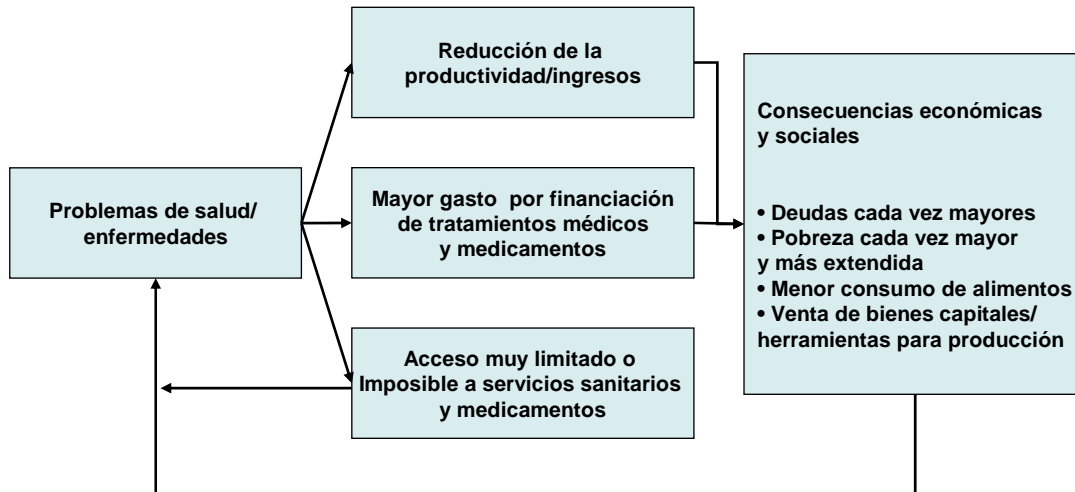 Problemas de salud/
enfermedades
Reducción de la
productividad/ingresos
Mayor gasto por financiación
de tratamientos médicos
y medicamentos
Acceso muy limitado o
Imposible a servicios sanitarios
y medicamentos
Consecuencias económicas
y sociales
• Deudas cada vez mayores
• Pobreza cada vez mayor
y más extendida
• Menor consumo de alimentos
• Venta de bienes capitales/
herramientas para producción